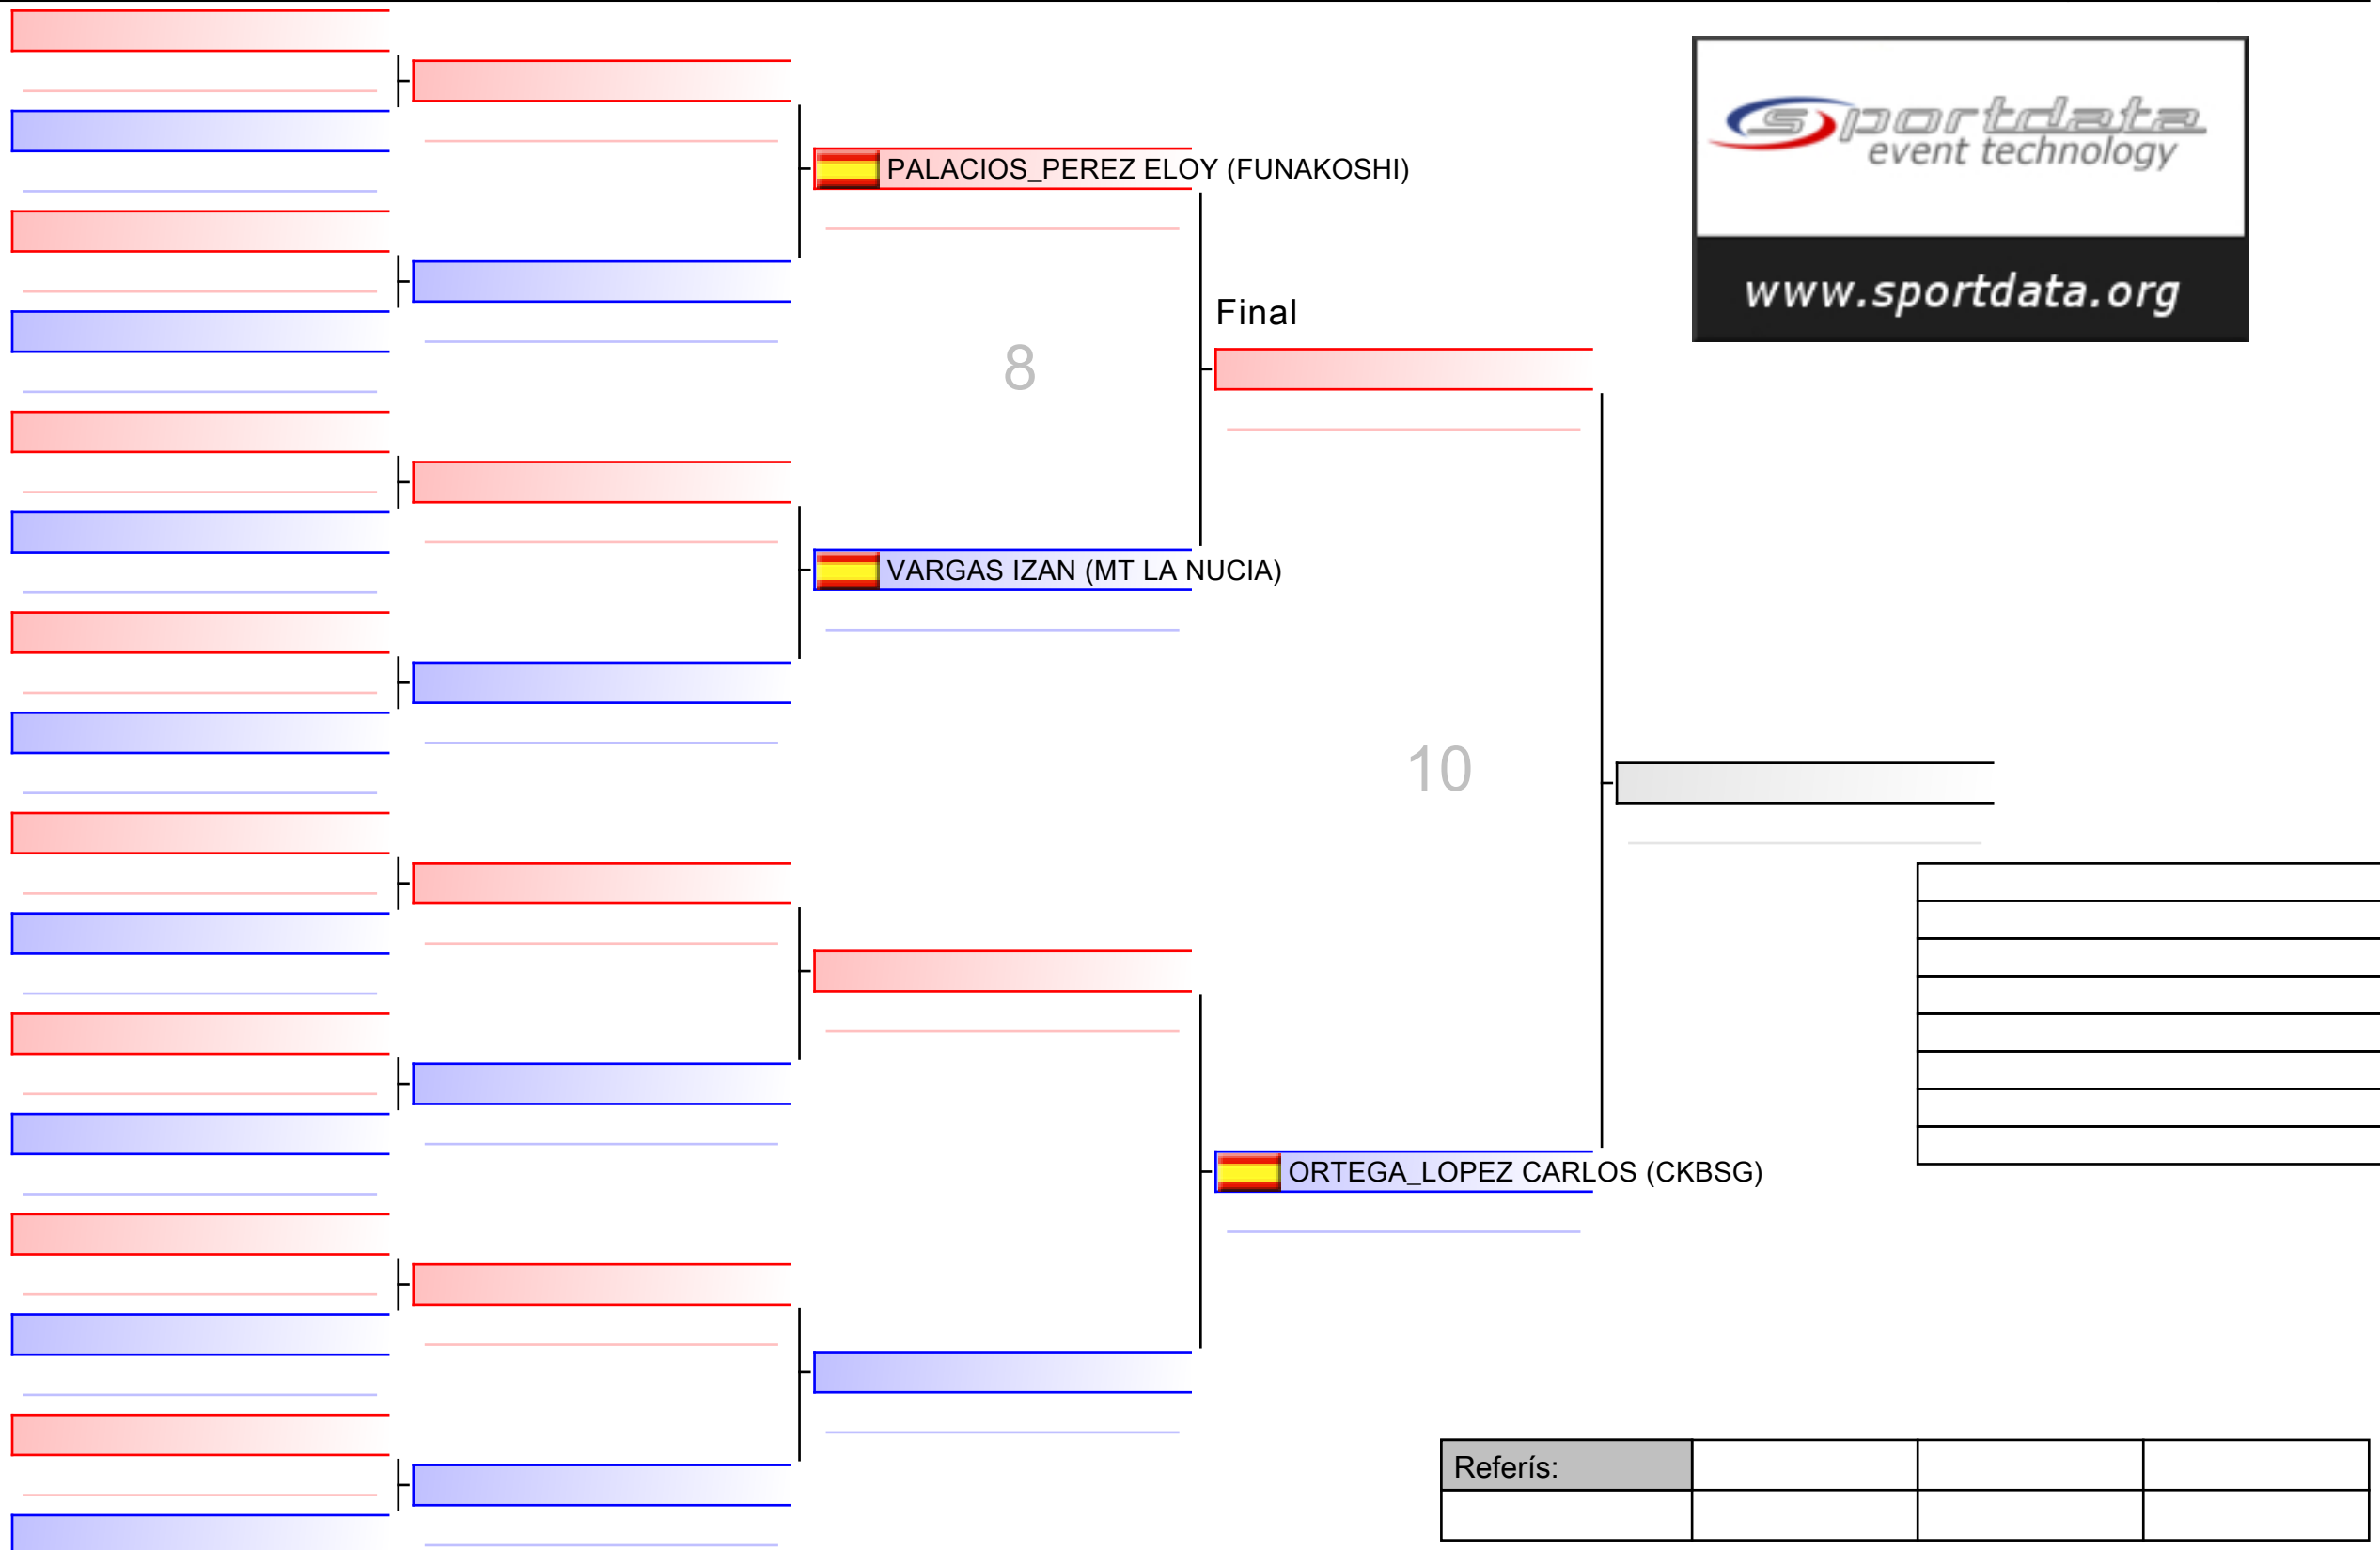 PALACIOS_PEREZ ELOY (FUNAKOSHI)
sportdata
event technology
www.sportdata.org
Final
8
VARGAS IZAN (MT LA NUCIA)
10
ORTEGA_LOPEZ CARLOS (CKBSG)
Referís: